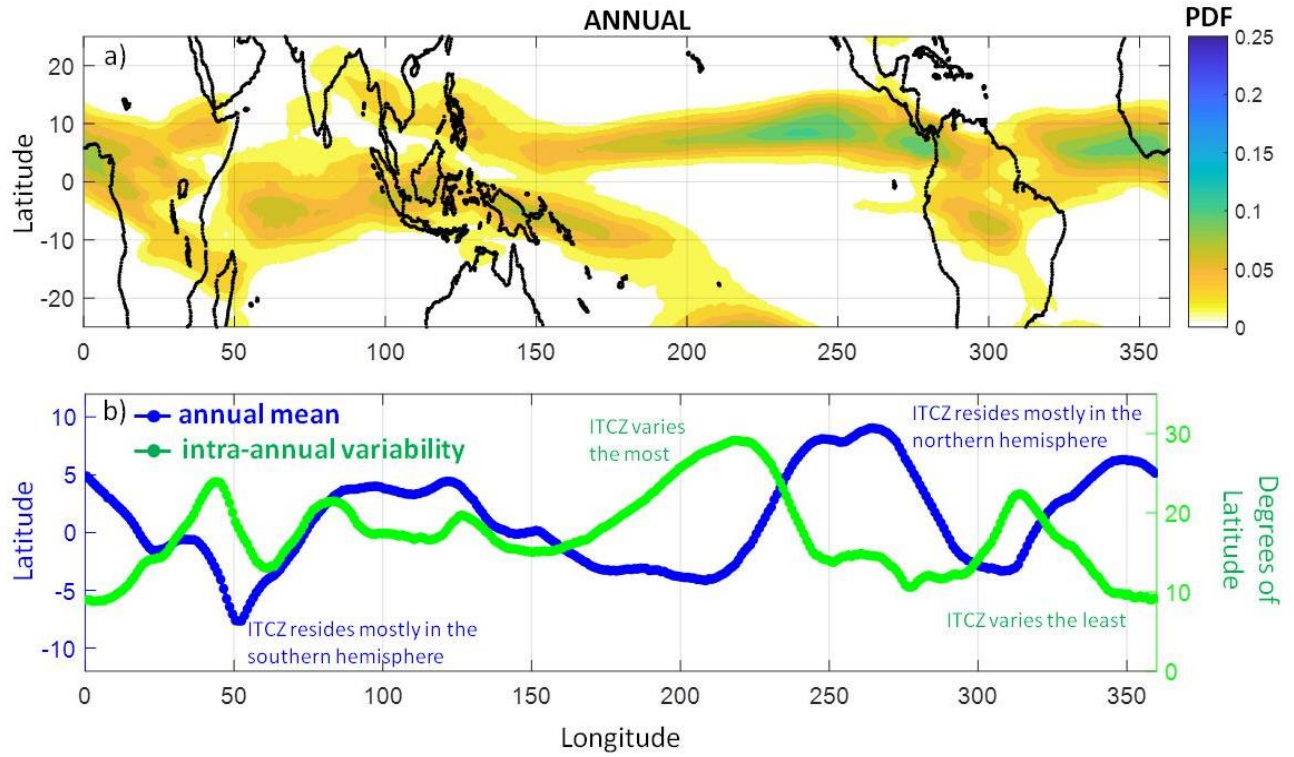 ANNUAL
PDF
a)
Latitude
20
10
0
-10
-20
0 50 100 150 200 250 300 350
0.25
0.2
0.15
0.1
0.05
0
b)
annual mean
intra-annual variability
ITCZ varies
the most
ITCZ resides mostly in the
northern hemisphere
ITCZ resides mostly in the
southern hemisphere
ITCZ varies the least
Latitude
10
5
0
-5
-10
30
20
10
0
Degrees of
Latitude
0 50 100 150 200 250 300 350
Longitude